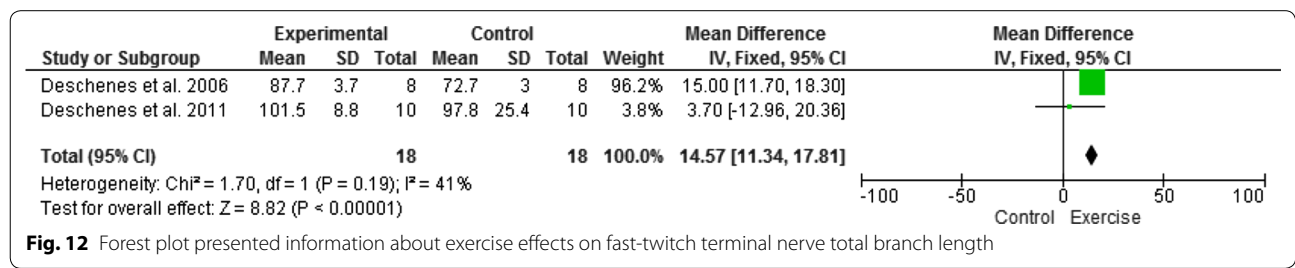 Experimental Control Mean Difference Mean Difference
Study or Subgroup Mean SD Total Mean SD Total Weight IV, Fixed, 95% CI IV, Fixed, 95% CI
Deschenes et al. 2006 87.7 3.7 8 72.7 3 8 96.2% 15.00 [11.70, 18.30]
Deschenes et al. 2011 101.5 8.8 10 97.8 25.4 10 3.8% 3.70 [-12.96, 20.36]
Total (95% CI) 18 18 100.0% 14.57 [11.34, 17.81]
Heterogeneity: Chi² = 1.70, df = 1 (P = 0.19); I² = 41%
Test for overall effect: Z = 8.82 (P < 0.00001)
-100 -50 0 50 100
Control Exercise
Fig. 12 Forest plot presented information about exercise effects on fast-twitch terminal nerve total branch length